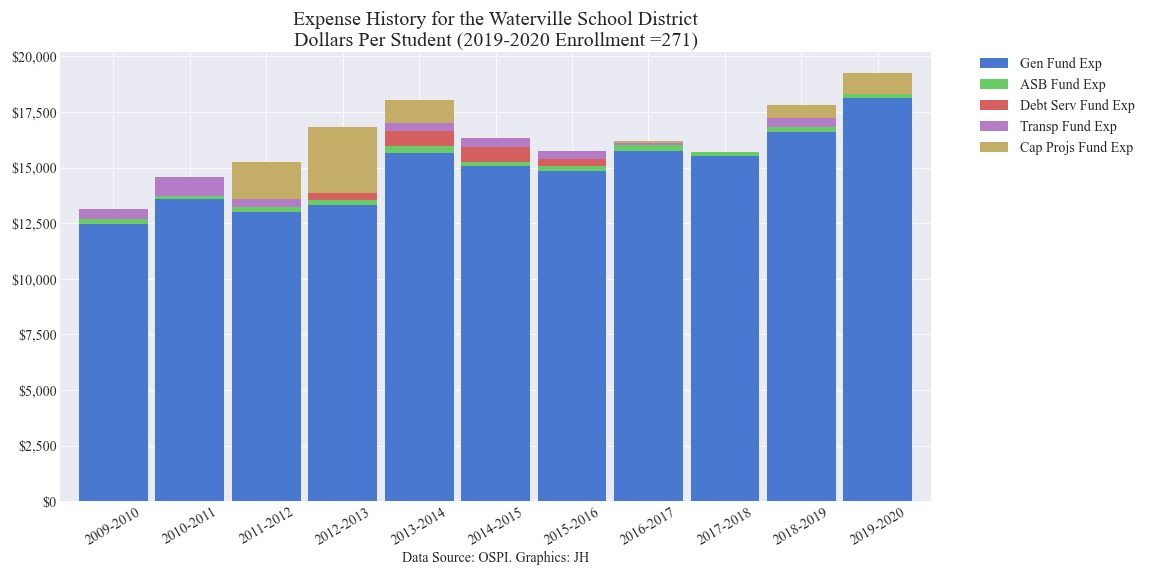 Expense History for the Waterville School District
Dollars Per Student (2019-2020 Enrollment =271)
$20,000
$17,500
$15,000
$12,500
$10,000
$7,500
$5,000
$2,500
$0
2009-2010
2010-2011
2011-2012
2012-2013
2013-2014
2014-2015
2015-2016
2016-2017
2017-2018
2018-2019
2019-2020
Data Source: OSPI. Graphics: JH
Gen Fund Exp
ASB Fund Exp
Debt Serv Fund Exp
Transp Fund Exp
Cap Projs Fund Exp